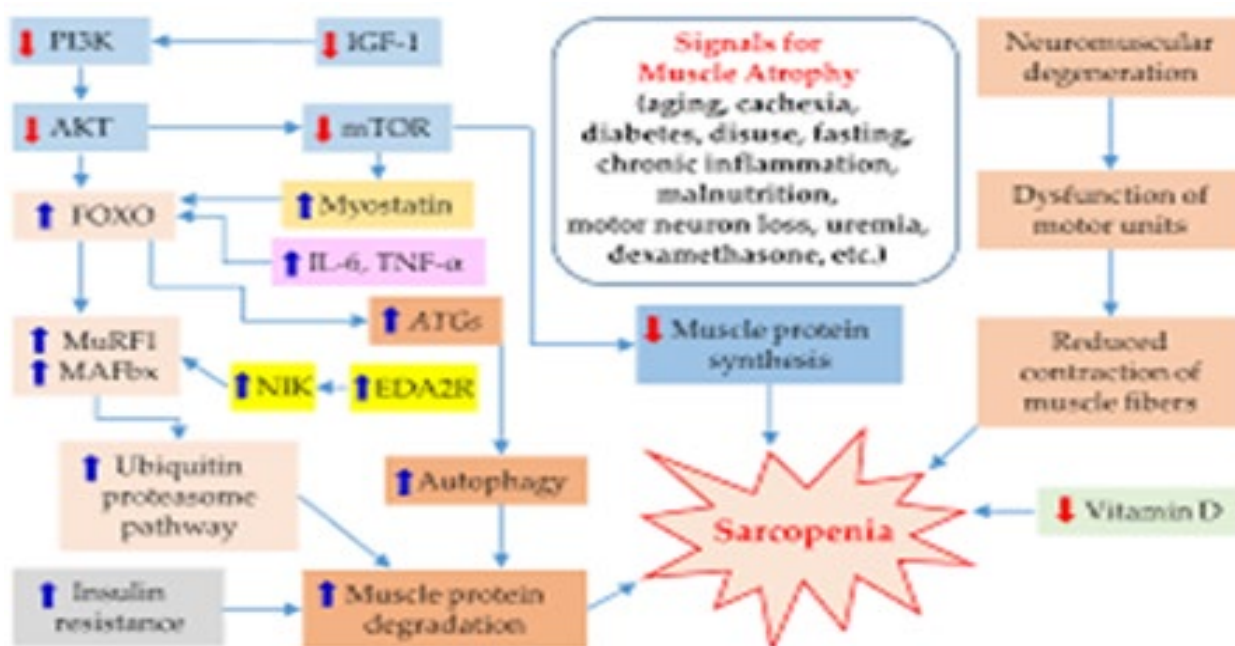 PI3K
IGF-1
AKT
mTOR
FOXO
Myostatin
IL-6, TNF-α
ATGs
MuRF1
MAFbx
NIK
EDA2R
Ubiquitin
proteasome
pathway
Autophagy
Insulin
resistance
Muscle protein
degradation
Signals for
Muscle Atrophy
(aging, cachexia,
diabetes, disuse, fasting,
chronic inflammation,
malnutrition,
motor neuron loss, uremia,
dexamethasone, etc.)
Muscle protein
synthesis
Neuromuscular
degeneration
Dysfunction of
motor units
Reduced
contraction of
muscle fibers
Sarcopenia
Vitamin D